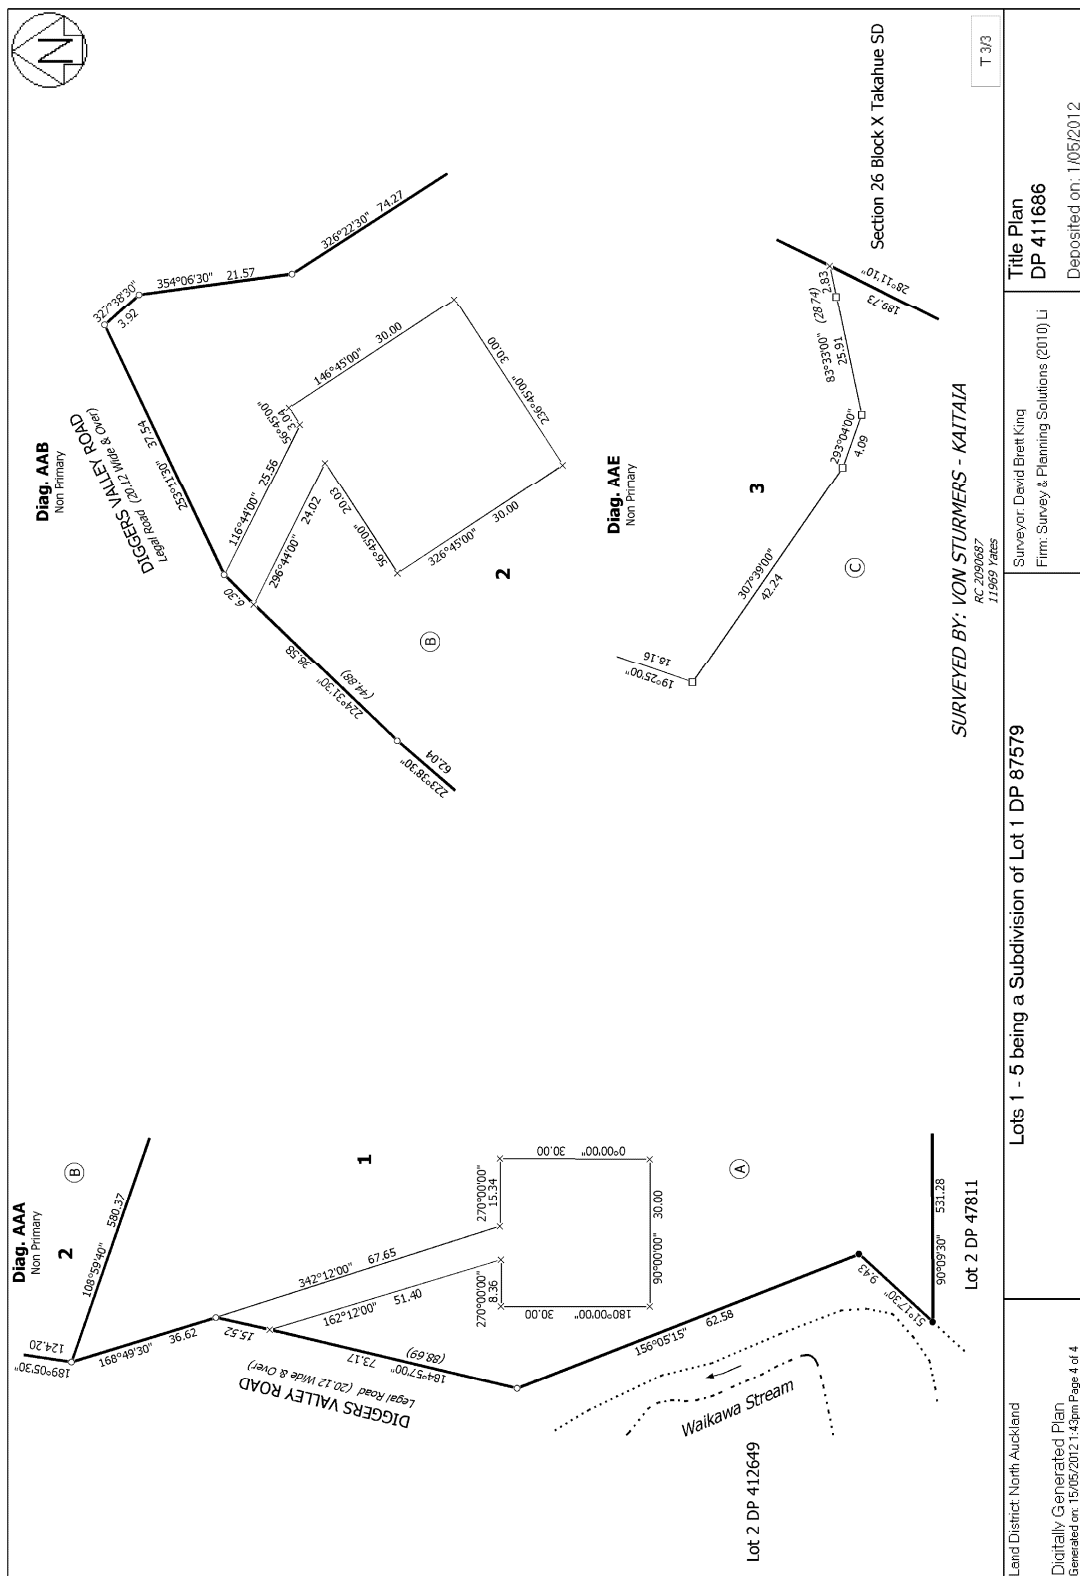 N
T 3/3
Diag. AAA
Non Primary
2
B
124.20
189°05'30"
108°59'40" 580.37
168°49'30" 36.62
15.52
342°12'00" 67.65
162°12'00" 51.40
184°57'00" 73.17
(88.69)
DIGGERS VALLEY ROAD
Legal Road (20.12 Wide & Over)
1
270°00'00"
15.34
270°00'00"
8.36
0°00'00" 30.00
180°00'00" 30.00
90°00'00" 30.00
A
156°05'15" 62.58
9.43
51°17'30"
90°09'30" 531.28
Lot 2 DP 47811
Waikawa Stream
Lot 2 DP 412649
Diag. AAB
Non Primary
DIGGERS VALLEY ROAD
Legal Road (20.12 Wide & Over)
253°11'30" 37.54
327°38'30"
3.92
354°06'30" 21.57
326°22'30" 74.27
116°44'00" 25.56
56°45'00"
3.04
146°45'00" 30.00
236°45'00" 30.00
326°45'00" 30.00
56°45'00" 20.03
296°44'00" 24.02
6.30
38.58
224°31'30"
(44.88)
223°38'30" 62.04
2
B
Diag. AAE
Non Primary
3
C
19°25'00" 18.16
307°39'00"
42.24
293°04'00"
4.09
83°33'00" (2874)
25.91
2.83
28°11'10"
189.73
Section 26 Block X Takahue SD
SURVEYED BY: VON STURMERS - KAITAIA
RC 2090687
11969 Yates
Land District: North Auckland
Digitally Generated Plan
Generated on: 15/05/2012 1:43pm Page 4 of 4
Lots 1 - 5 being a Subdivision of Lot 1 DP 87579
Surveyor: David Brett King
Firm: Survey & Planning Solutions (2010) Li
Title Plan
DP 411686
Deposited on: 1/05/2012